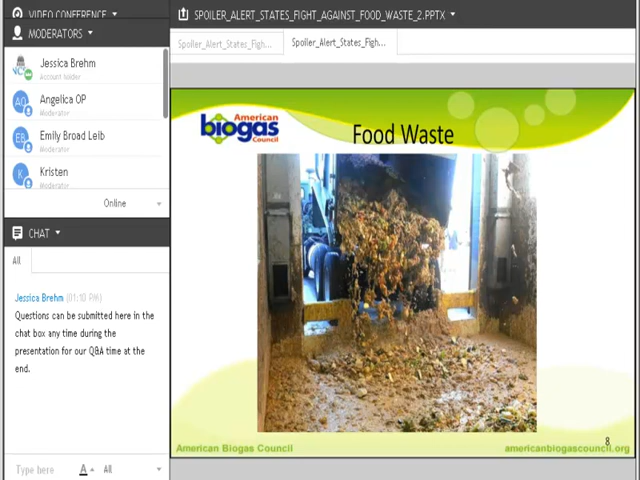 VIDEO CONFERENCE
MODERATORS
Jessica Brehm
Account holder
Angelica OP
Moderator
Emily Broad Leib
Moderator
Kristen
Moderator
Online
CHAT
All
Jessica Brehm (01:10 PM)
Questions can be submitted here in the
chat box any time during the
presentation for our Q&A time at the
end.
Type here
A
All
SPOILER_ALERT_STATES_FIGHT_AGAINST_FOOD_WASTE_2.PPTX
Spoiler_Alert_States_Figh...
Spoiler_Alert_States_Figh...
American
biogas
Council
Food Waste
8
American Biogas Council
americanbiogascouncil.org